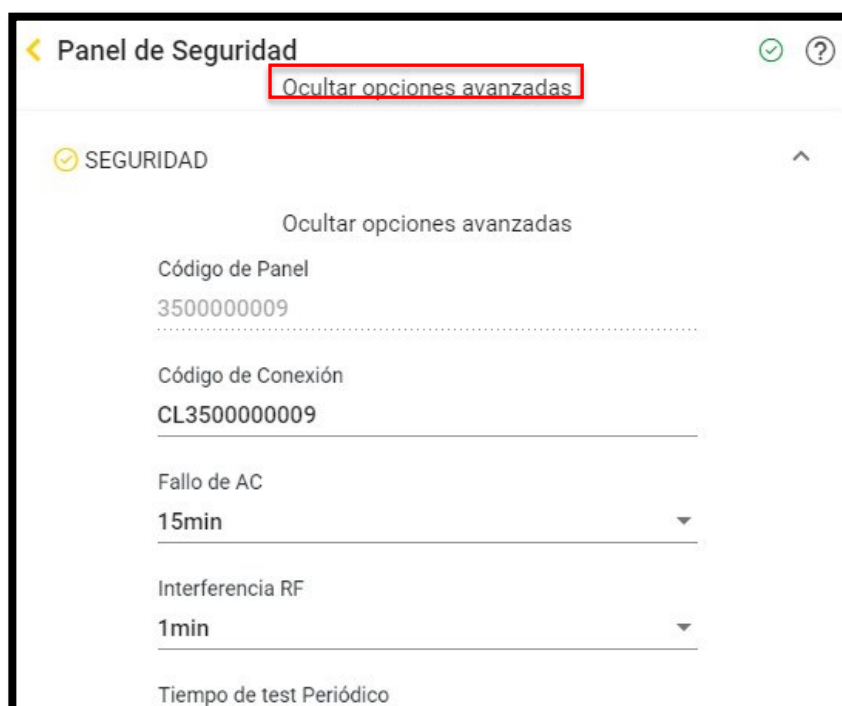 Panel de Seguridad
Ocultar opciones avanzadas
SEGURIDAD
Ocultar opciones avanzadas
Código de Panel
3500000009
Código de Conexión
CL3500000009
Fallo de AC
15min
Interferencia RF
1min
Tiempo de test Periódico